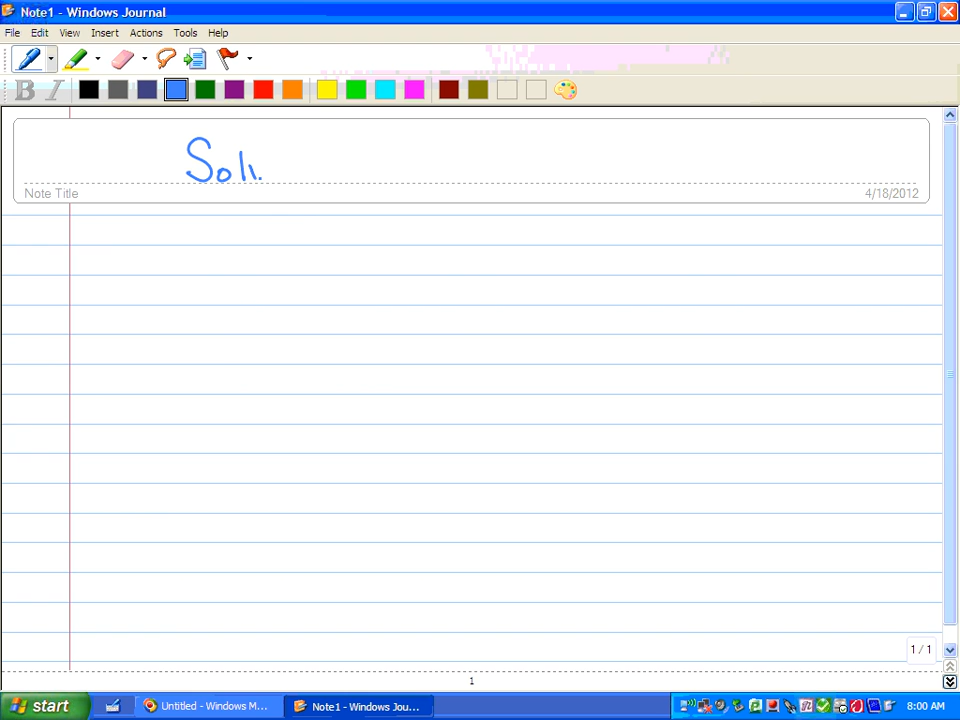 Note1 - Windows Journal
File Edit View Insert Actions Tools Help
B I
Note Title
4/18/2012
1 / 1
1
start
Untitled - Windows M...
Note1 - Windows Jou...
8:00 AM